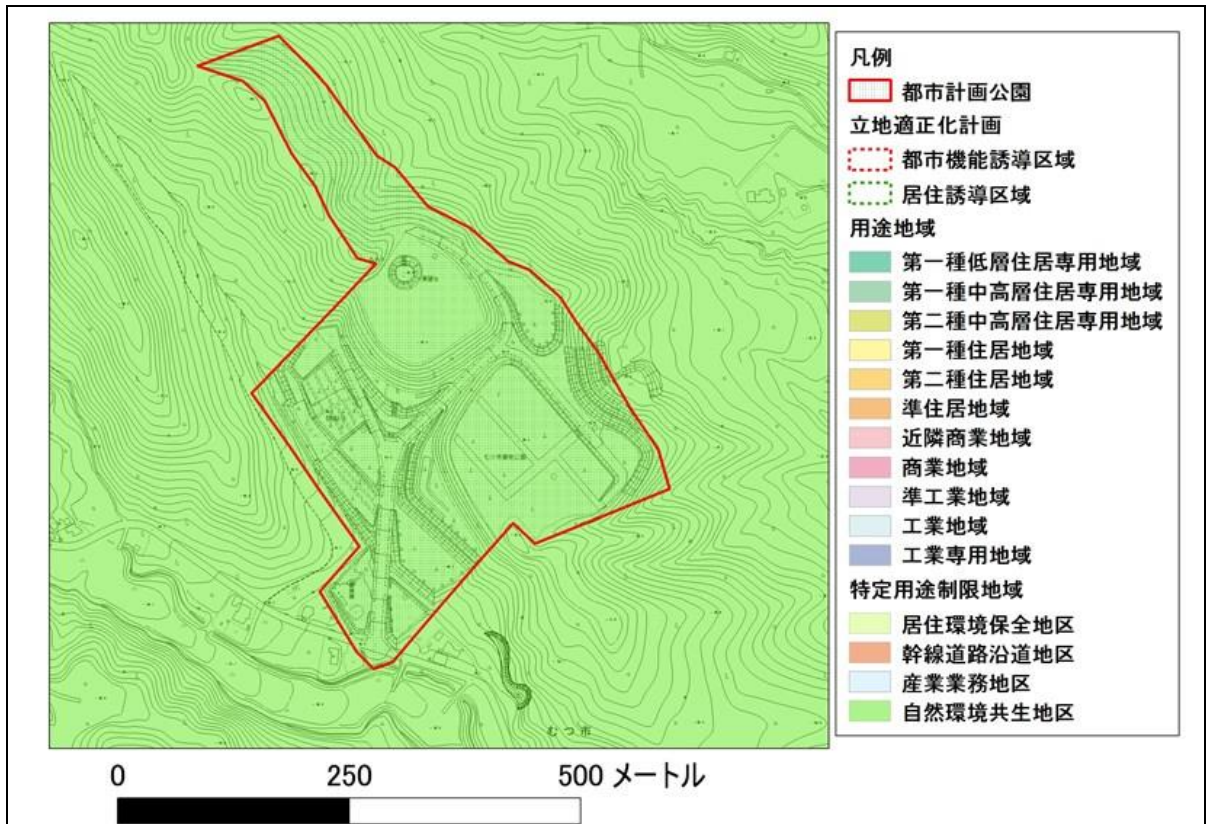 むつ市
凡例
都市計画公園
立地適正化計画
都市機能誘導区域
居住誘導区域
用途地域
第一種低層住居専用地域
第一種中高層住居専用地域
第二種中高層住居専用地域
第一種住居地域
第二種住居地域
準住居地域
近隣商業地域
商業地域
準工業地域
工業地域
工業専用地域
特定用途制限地域
居住環境保全地区
幹線道路沿道地区
産業業務地区
自然環境共生地区
0 250 500 メートル